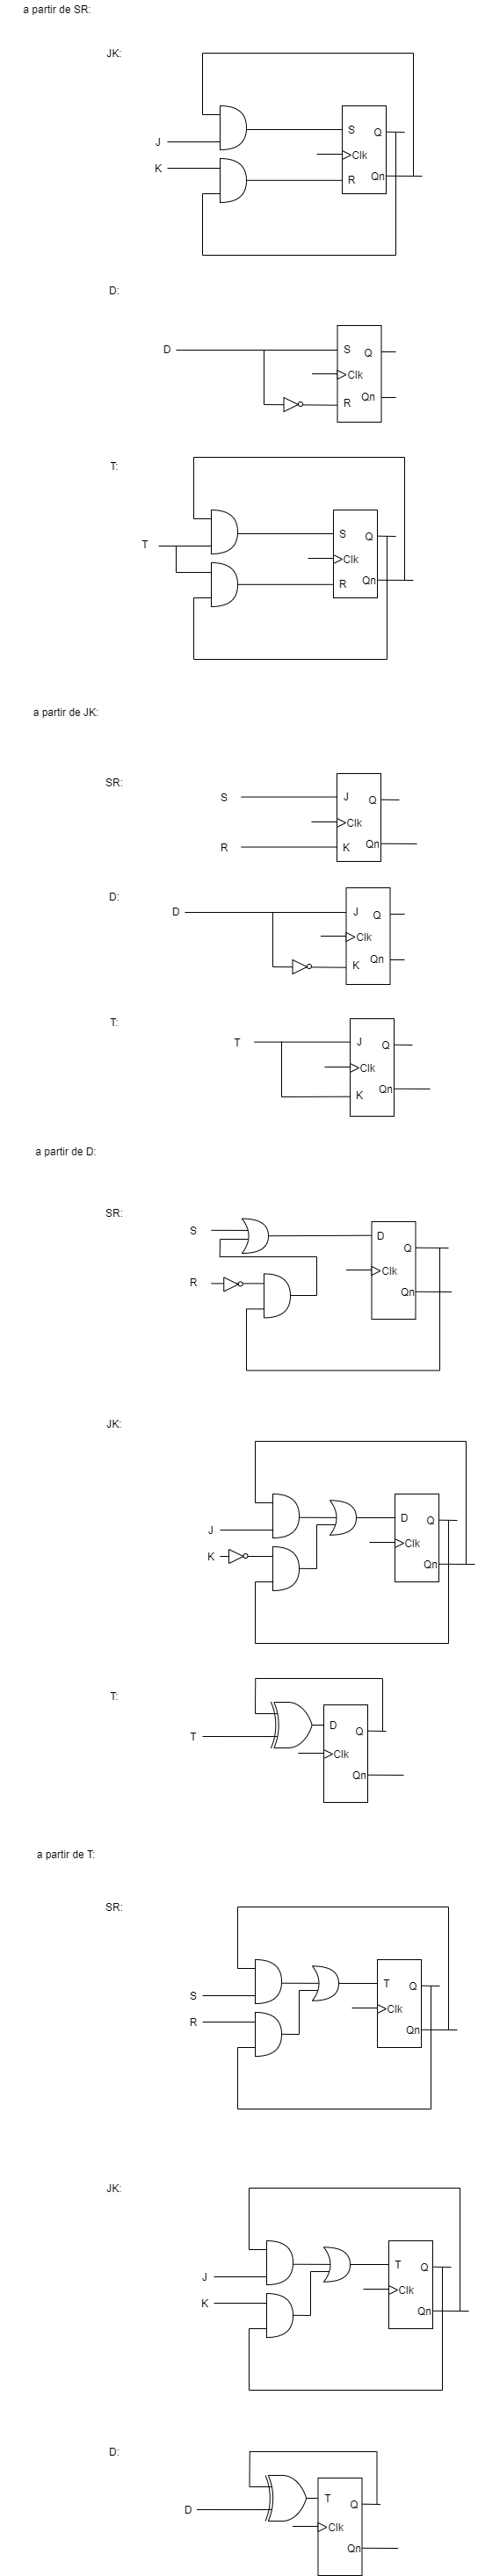 a partir de SR:
JK:
J
K
S
Q
Clk
R
Qn
D:
D
S
Q
Clk
R
Qn
T:
T
S
Q
Clk
R
Qn
a partir de JK:
SR:
S
R
J
Q
Clk
K
Qn
D:
D
J
Q
Clk
K
Qn
T:
T
J
Q
Clk
K
Qn
a partir de D:
SR:
S
R
D
Q
Clk
Qn
JK:
J
K
D
Q
Clk
Qn
T:
T
D
Q
Clk
Qn
a partir de T:
SR:
S
R
T
Q
Clk
Qn
JK:
J
K
T
Q
Clk
Qn
D:
D
T
Q
Clk
Qn